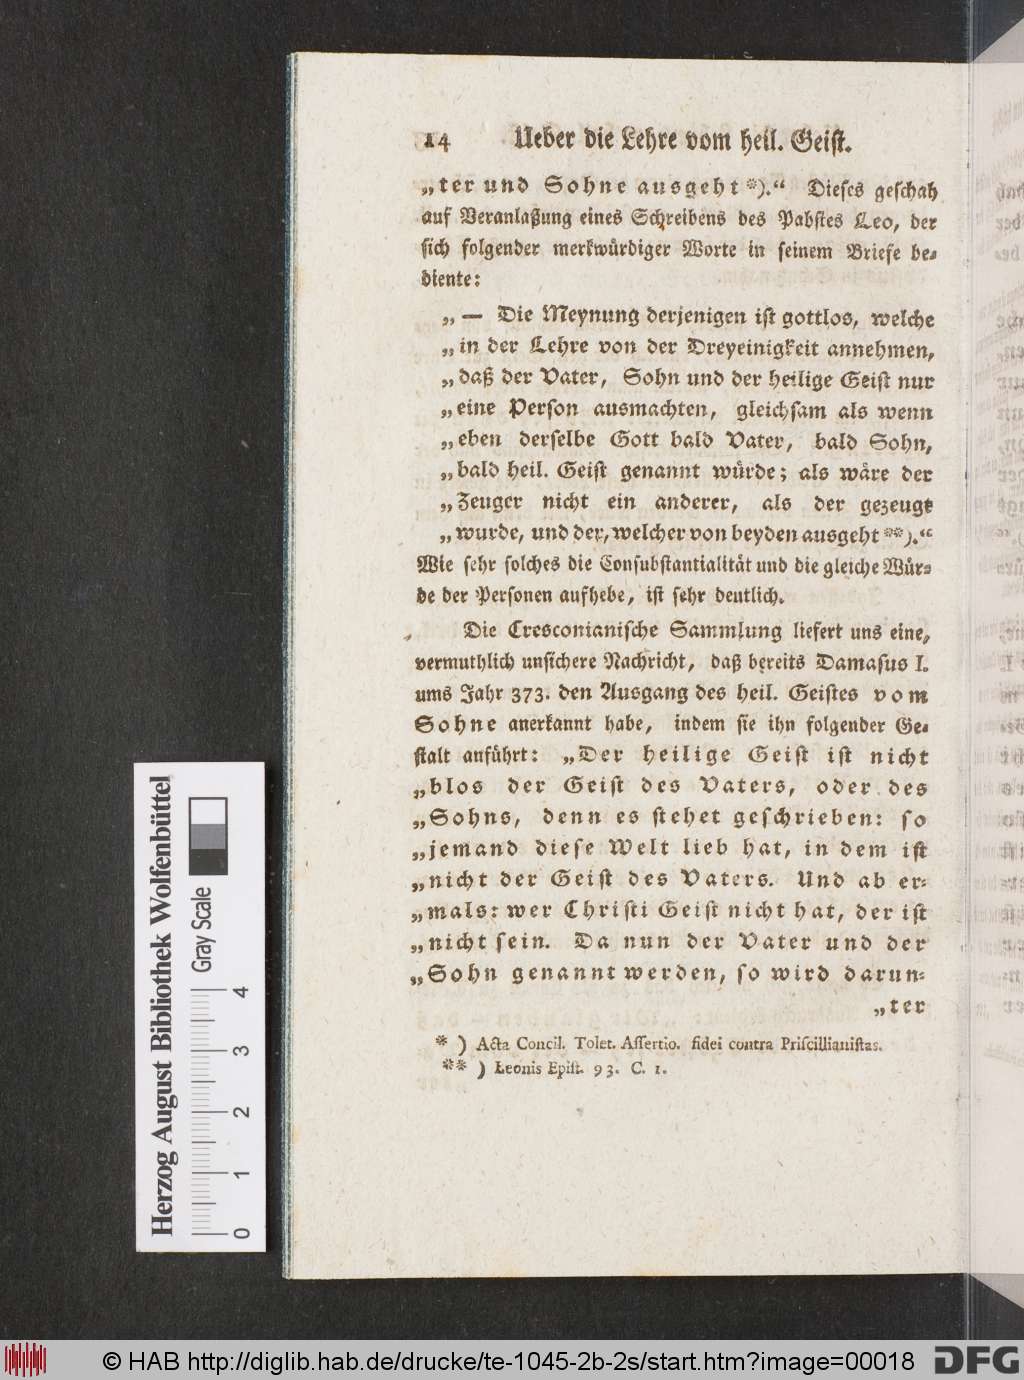 14 Ueber die Lehre vom heil. Geist.
„ter und Sohne ausgeht *).“ Dieses geschah
auf Veranlaßung eines Schreibens des Pabstes Leo, der
sich folgender merkwürdiger Worte in seinem Briefe be-
diente:
„— Die Meynung derjenigen ist gottlos, welche
„in der Lehre von der Dreyeinigkeit annehmen,
„daß der Vater, Sohn und der heilige Geist nur
„eine Person ausmachten, gleichsam als wenn
„eben derselbe Gott bald Vater, bald Sohn,
„bald heil. Geist genannt würde; als wäre der
„Zeuger nicht ein anderer, als der gezeugt
„wurde, und der, welcher von beyden ausgeht **).“
Wie sehr solches die Consubstantialität und die gleiche Wür-
de der Personen aufhebe, ist sehr deutlich.
Die Cresconianische Sammlung liefert uns eine,
vermuthlich unsichere Nachricht, daß bereits Damasus I.
ums Jahr 373. den Ausgang des heil. Geistes vom
Sohne anerkannt habe, indem sie ihn folgender Ge-
stalt anführt: „Der heilige Geist ist nicht
„blos der Geist des Vaters, oder des
„Sohns, denn es stehet geschrieben: so
„jemand diese Welt lieb hat, in dem ist
„nicht der Geist des Vaters. Und ab er-
„mals: wer Christi Geist nicht hat, der ist
„nicht sein. Da nun der Vater und der
„Sohn genannt werden, so wird darun-
„ter
*) Acta Concil. Tolet. Assertio. fidei contra Priscillianistas.
**) Leonis Epist. 93. C. 1.
Herzog August Bibliothek Wolfenbüttel
Gray Scale
0 1 2 3 4
© HAB http://diglib.hab.de/drucke/te-1045-2b-2s/start.htm?image=00018
DFG